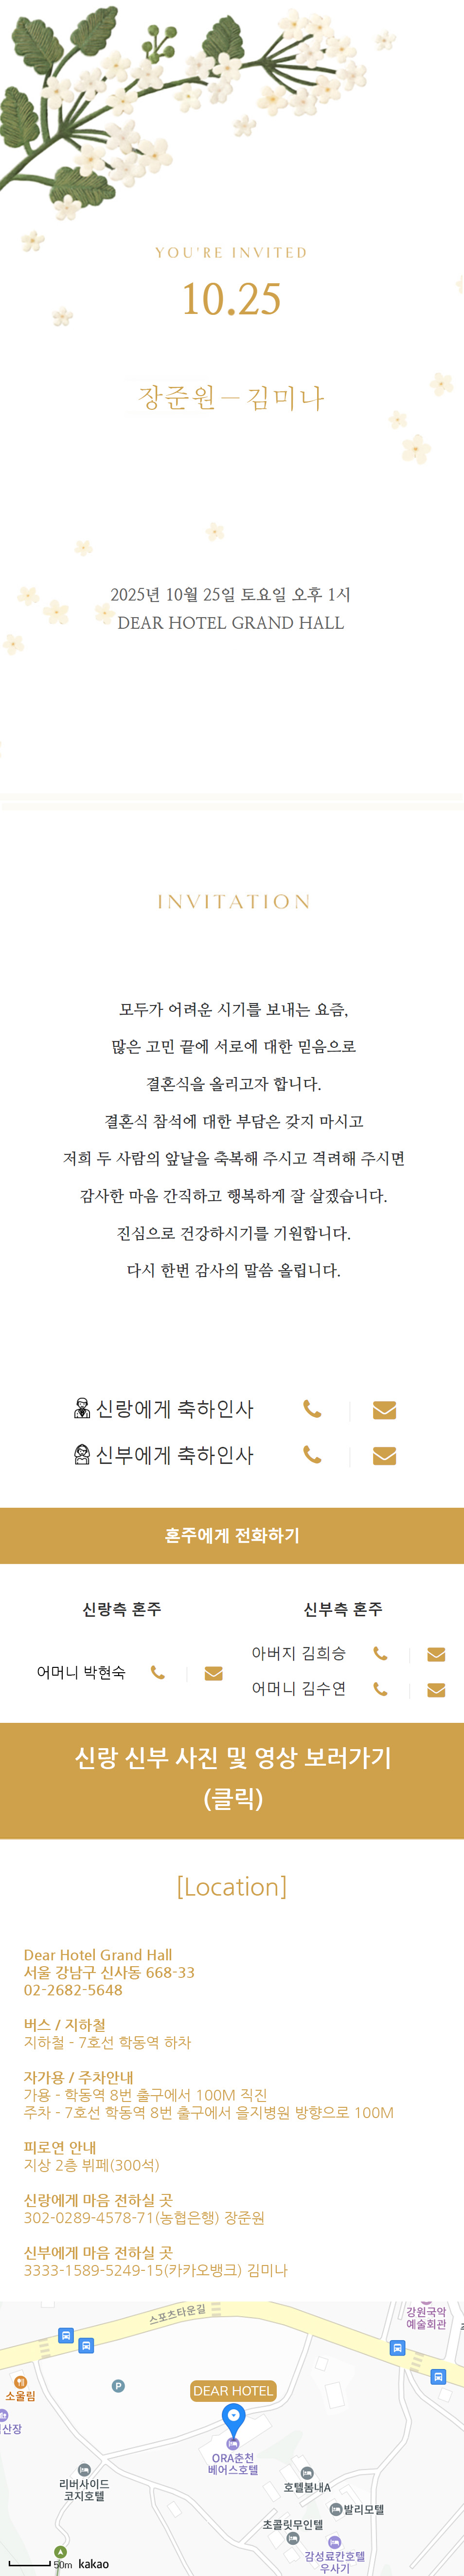 YOU'RE INVITED
10.25
장준원 – 김미나
2025년 10월 25일 토요일 오후 1시
DEAR HOTEL GRAND HALL
INVITATION
모두가 어려운 시기를 보내는 요즘,
많은 고민 끝에 서로에 대한 믿음으로
결혼식을 올리고자 합니다.
결혼식 참석에 대한 부담은 갖지 마시고
저희 두 사람의 앞날을 축복해 주시고 격려해 주시면
감사한 마음 간직하고 행복하게 잘 살겠습니다.
진심으로 건강하시기를 기원합니다.
다시 한번 감사의 말씀 올립니다.
신랑에게 축하인사
신부에게 축하인사
혼주에게 전화하기
신랑측 혼주
어머니 박현숙
신부측 혼주
아버지 김희승
어머니 김수연
신랑 신부 사진 및 영상 보러가기
(클릭)
[Location]
Dear Hotel Grand Hall
서울 강남구 신사동 668-33
02-2682-5648
버스 / 지하철
지하철 - 7호선 학동역 하차
자가용 / 주차안내
가용 - 학동역 8번 출구에서 100M 직진
주차 - 7호선 학동역 8번 출구에서 을지병원 방향으로 100M
피로연 안내
지상 2층 뷔페(300석)
신랑에게 마음 전하실 곳
302-0289-4578-71(농협은행) 장준원
신부에게 마음 전하실 곳
3333-1589-5249-15(카카오뱅크) 김미나
스포츠타운길
강원국악
예술회관
P
소울림
산장
DEAR HOTEL
ORA춘천
베어스호텔
리버사이드
코지호텔
호텔봄내A
발리모텔
초콜릿무인텔
감성료칸호텔
우사기
50m kakao